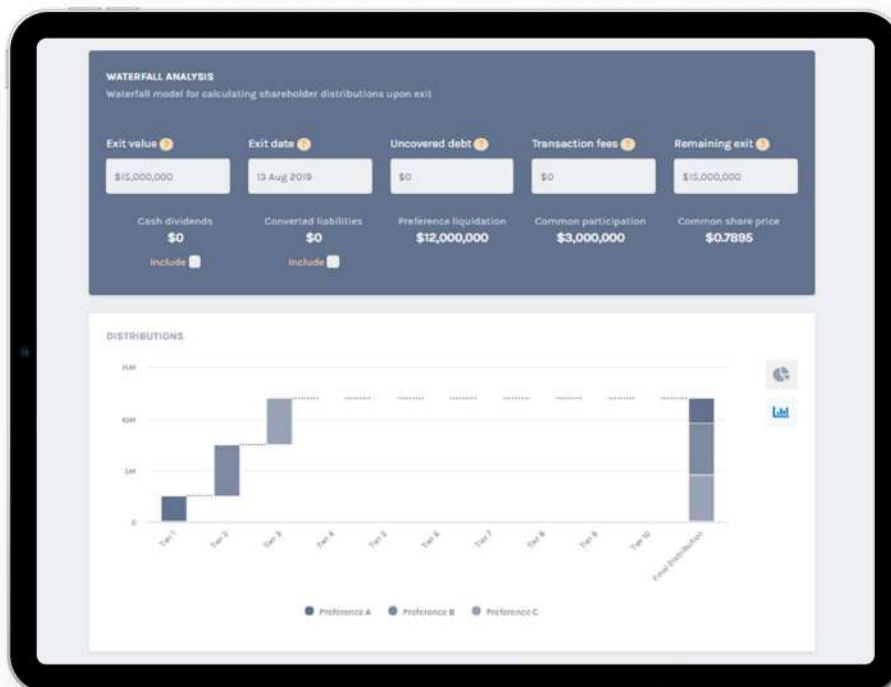 WATERFALL ANALYSIS
Waterfall model for calculating shareholder distributions upon exit
Exit value ? Exit date ? Uncovered debt ? Transaction fees ? Remaining exit ?
$15,000,000 13 Aug 2019 $0 $0 $15,000,000
Cash dividends Converted liabilities Preference liquidation Common participation Common share price
$0 $0 $12,000,000 $3,000,000 $0.7895
Include Include
DISTRIBUTIONS
15M
10M
5M
0
Tier 1 Tier 2 Tier 3 Tier 4 Tier 5 Tier 6 Tier 7 Tier 8 Tier 9 Tier 10 Final Distribution
Preference A Preference B Preference C